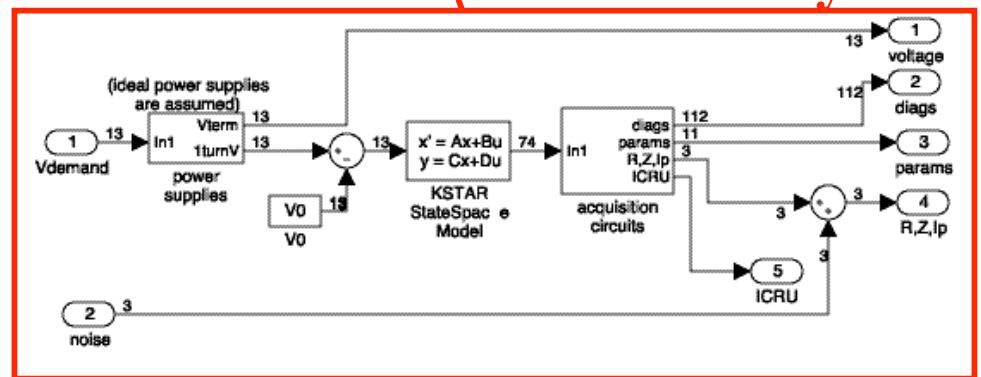 (ideal power supplies
are assumed)
1
Vdemand
13
In1
Vterm
1turnV
power
supplies
13
13
V0
V0
13
+
-
13
x' = Ax+Bu
y = Cx+Du
KSTAR
StateSpac e
Model
74
In1
diags
params
R,Z,Ip
ICRU
acquisition
circuits
112
11
3
13
1
voltage
112
2
diags
3
params
3
+
+
3
3
4
R,Z,Ip
5
ICRU
2
noise
3